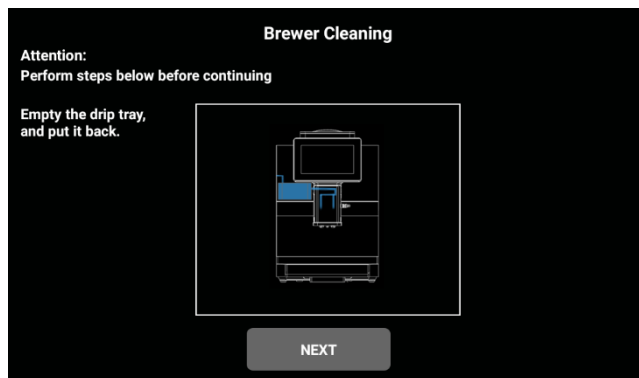 Brewer Cleaning
Attention:
Perform steps below before continuing
Empty the drip tray,
and put it back.
NEXT